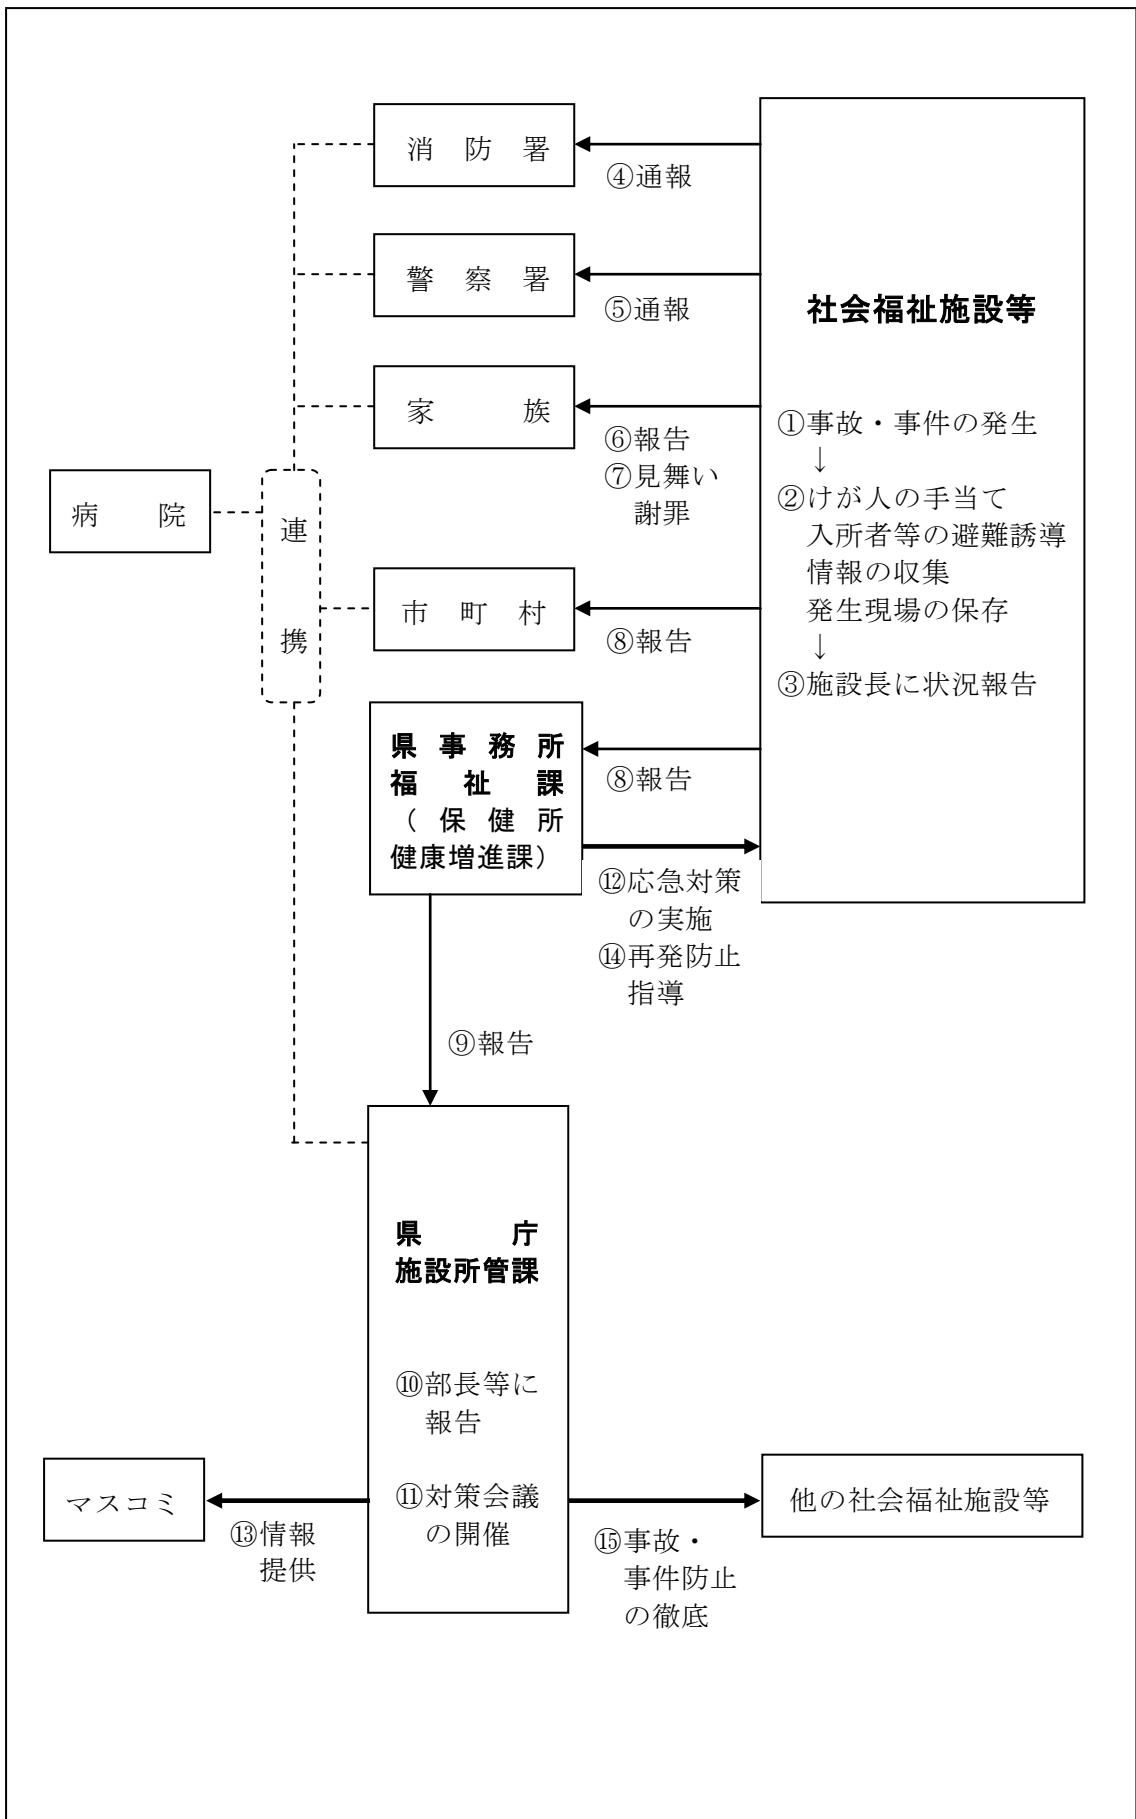 消防署
④通報
警察署
⑤通報
社会福祉施設等
家族
⑥報告
⑦見舞い
謝罪
①事故・事件の発生
↓
②けが人の手当て
入所者等の避難誘導
情報の収集
発生現場の保存
↓
③施設長に状況報告
病院
連携
市町村
⑧報告
県事務所
福祉課
（保健所
健康増進課）
⑧報告
⑫応急対策
の実施
⑭再発防止
指導
⑨報告
県庁
施設所管課
⑩部長等に
報告
⑪対策会議
の開催
マスコミ
⑬情報
提供
他の社会福祉施設等
⑮事故・
事件防止
の徹底